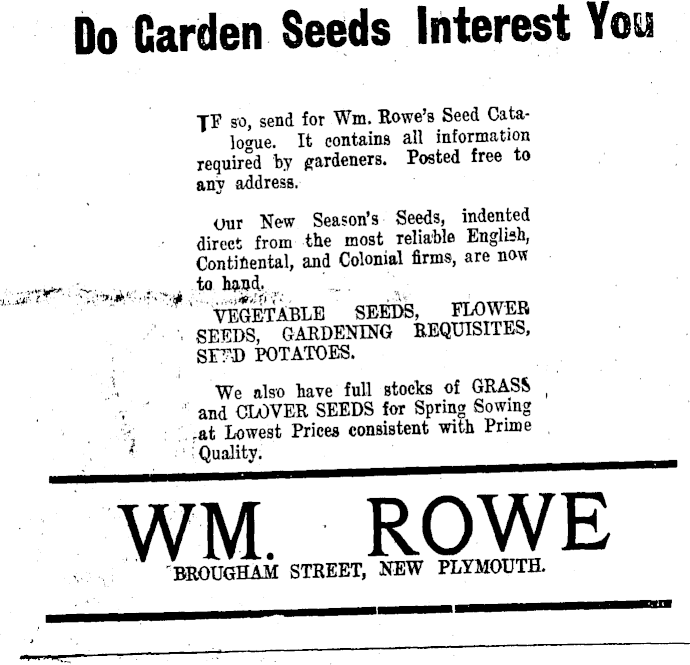 Do Garden Seeds Interest You
IF so, send for Wm. Rowe's Seed Cata-
logue. It contains all information
required by gardeners. Posted free to
any address.
Our New Season's Seeds, indented
direct from the most reliable English,
Continental, and Colonial firms, are now
to hand.
VEGETABLE SEEDS, FLOWER
SEEDS, GARDENING REQUISITES,
SEED POTATOES.
We also have full stocks of GRASS
and CLOVER SEEDS for Spring Sowing
at Lowest Prices consistent with Prime
Quality.
WM. ROWE
BROUGHAM STREET, NEW PLYMOUTH.